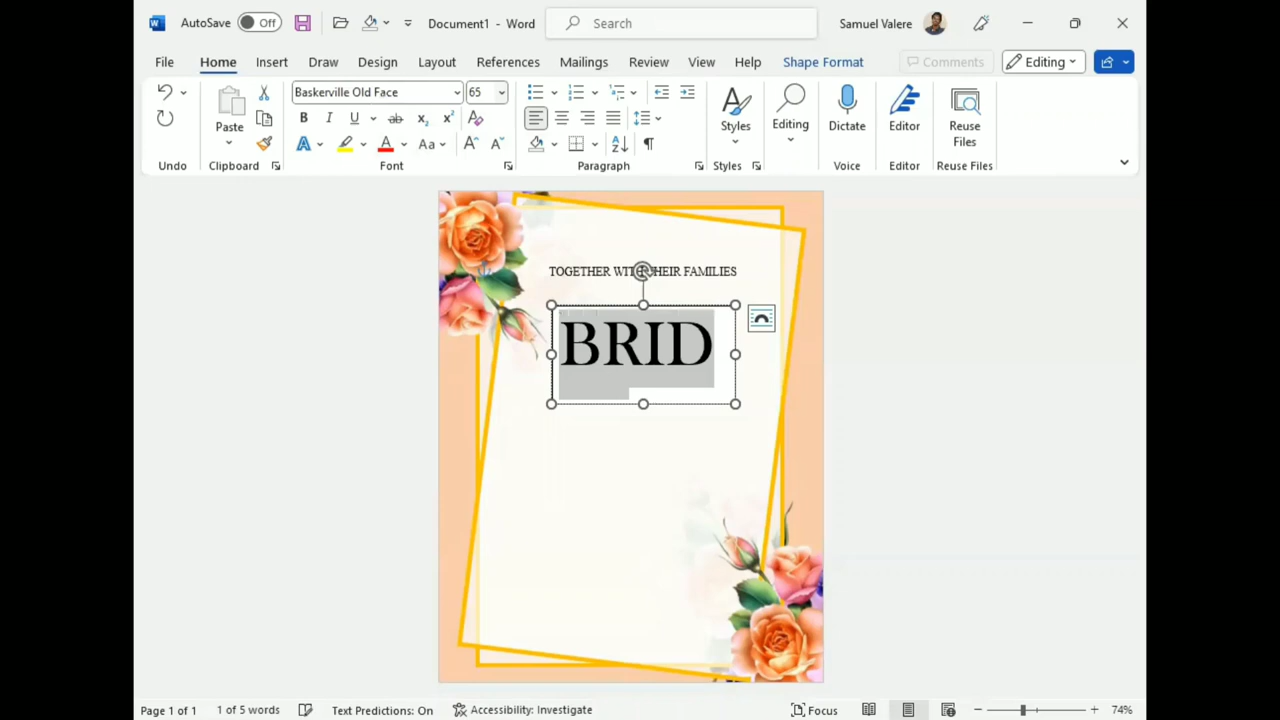 AutoSave Off Document1 - Word Search Samuel Valere
File Home Insert Draw Design Layout References Mailings Review View Help Shape Format Comments Editing
Baskerville Old Face 65
Paste Styles Editing Dictate Editor Reuse Files
Undo Clipboard Font Paragraph Styles Voice Editor Reuse Files
TOGETHER WITH THEIR FAMILIES
BRID
Page 1 of 1 1 of 5 words Text Predictions: On Accessibility: Investigate Focus 74%